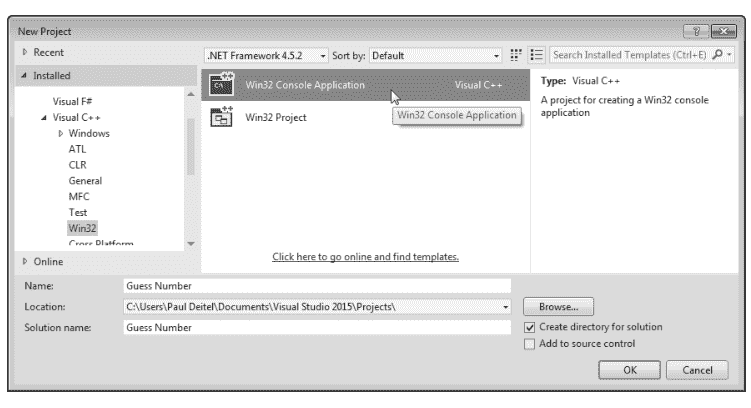 New Project
Recent
.NET Framework 4.5.2 Sort by: Default
Search Installed Templates (Ctrl+E)
Installed
Visual F#
Visual C++
Windows
ATL
CLR
General
MFC
Test
Win32
Cross Platform
Online
Win32 Console Application Visual C++
Win32 Console Application
Win32 Project
Click here to go online and find templates.
Type: Visual C++
A project for creating a Win32 console
application
Name: Guess Number
Location: C:\Users\Paul Deitel\Documents\Visual Studio 2015\Projects\
Browse...
Solution name: Guess Number
Create directory for solution
Add to source control
OK Cancel